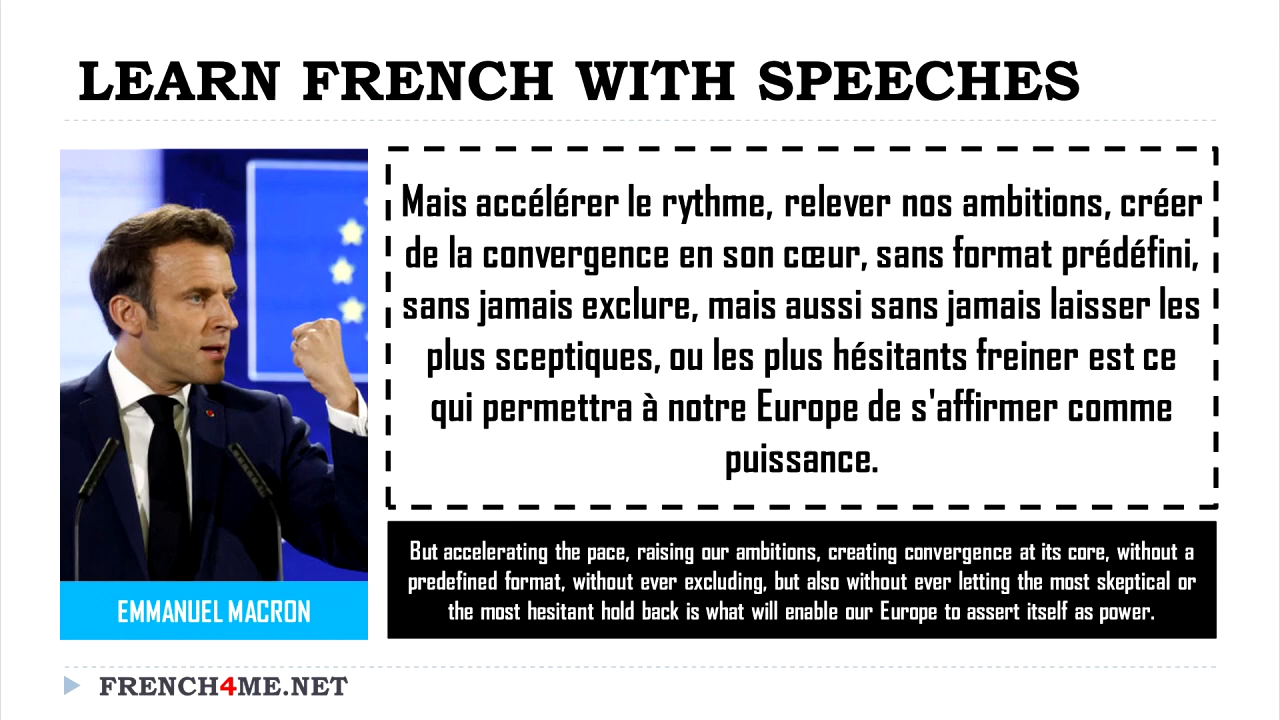 LEARN FRENCH WITH SPEECHES
Mais accélérer le rythme, relever nos ambitions, créer
de la convergence en son cœur, sans format prédéfini,
sans jamais exclure, mais aussi sans jamais laisser les
plus sceptiques, ou les plus hésitants freiner est ce
qui permettra à notre Europe de s'affirmer comme
puissance.
But accelerating the pace, raising our ambitions, creating convergence at its core, without a
predefined format, without ever excluding, but also without ever letting the most skeptical or
the most hesitant hold back is what will enable our Europe to assert itself as power.
EMMANUEL MACRON
FRENCH4ME.NET